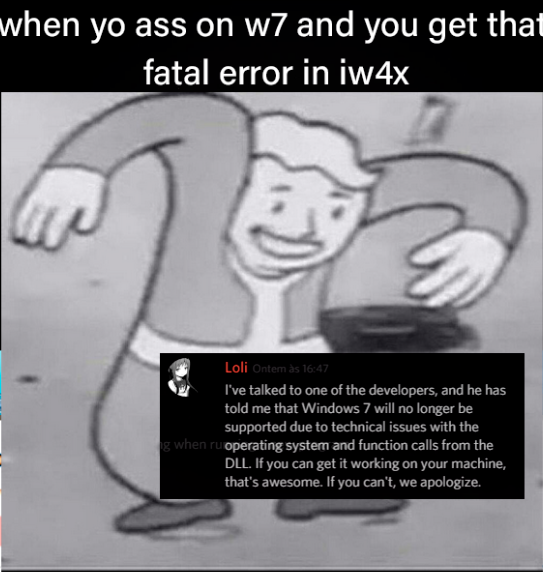 when yo ass on w7 and you get that
fatal error in iw4x
Loli Ontem às 16:47
I've talked to one of the developers, and he has
told me that Windows 7 will no longer be
supported due to technical issues with the
operating system and function calls from the
DLL. If you can get it working on your machine,
that's awesome. If you can't, we apologize.